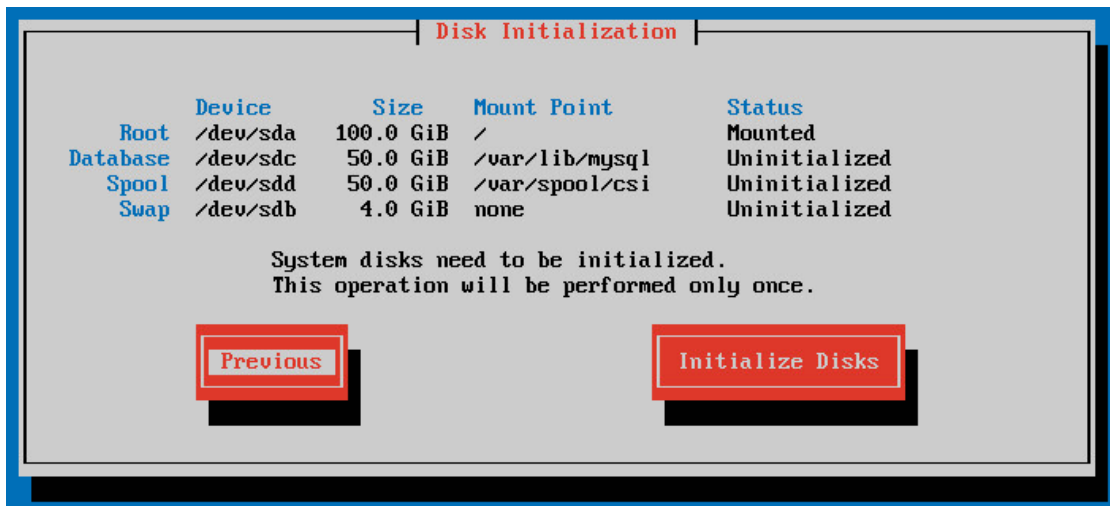 Disk Initialization
Device Size Mount Point Status
Root /dev/sda 100.0 GiB / Mounted
Database /dev/sdc 50.0 GiB /var/lib/mysql Uninitialized
Spool /dev/sdd 50.0 GiB /var/spool/csi Uninitialized
Swap /dev/sdb 4.0 GiB none Uninitialized
System disks need to be initialized.
This operation will be performed only once.
Previous Initialize Disks